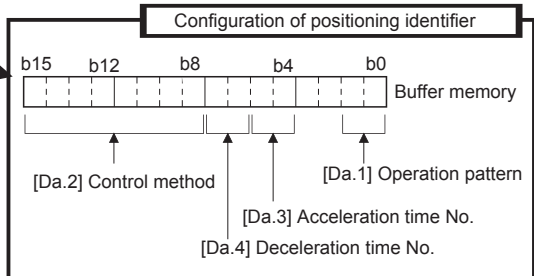 Configuration of positioning identifier
b15 b12 b8 b4 b0
Buffer memory
[Da.2] Control method
[Da.1] Operation pattern
[Da.3] Acceleration time No.
[Da.4] Deceleration time No.